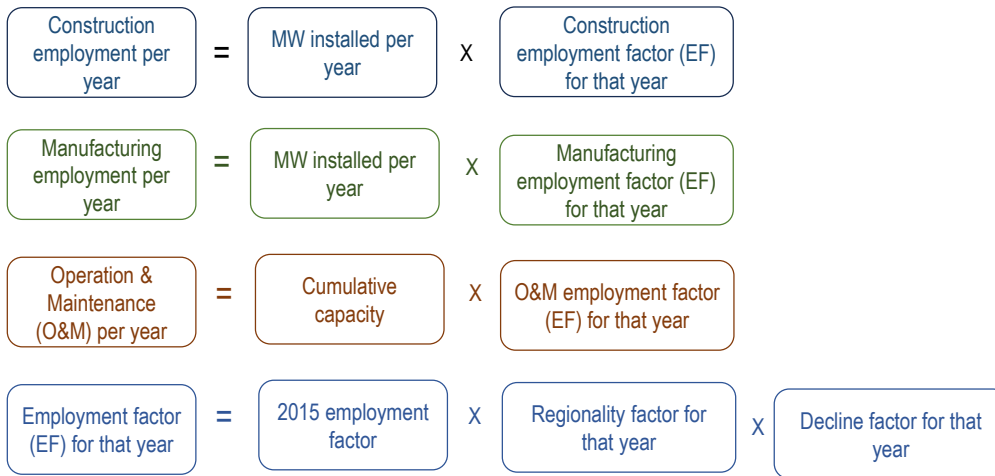 Construction
employment per
year
=
MW installed per
year
X
Construction
employment factor (EF)
for that year
Manufacturing
employment per
year
=
MW installed per
year
X
Manufacturing
employment factor (EF)
for that year
Operation &
Maintenance
(O&M) per year
=
Cumulative
capacity
X
O&M employment factor
(EF) for that year
Employment factor
(EF) for that year
=
2015 employment
factor
X
Regionality factor for
that year
X
Decline factor for that
year